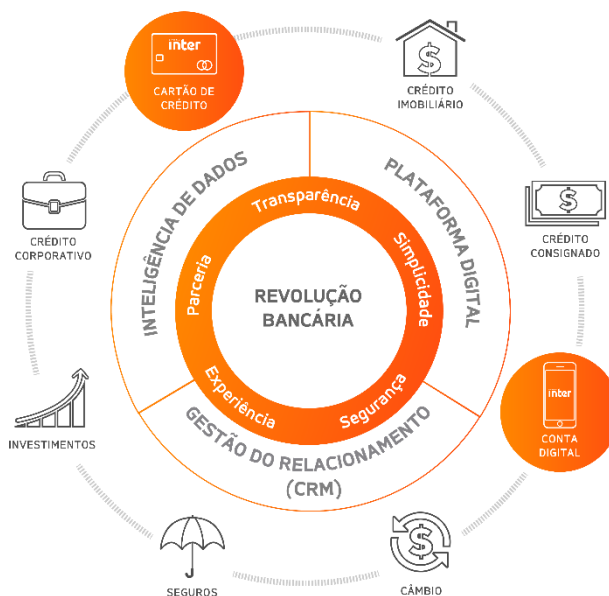 inter
CARTÃO DE
CRÉDITO
CRÉDITO
IMOBILIÁRIO
CRÉDITO
CONSIGNADO
inter
CONTA
DIGITAL
CÂMBIO
SEGUROS
INVESTIMENTOS
CRÉDITO
CORPORATIVO
INTELIGÊNCIA DE DADOS
PLATAFORMA DIGITAL
GESTÃO DO RELACIONAMENTO
(CRM)
Transparência
Simplicidade
Segurança
Experiência
Parceria
REVOLUÇÃO
BANCÁRIA